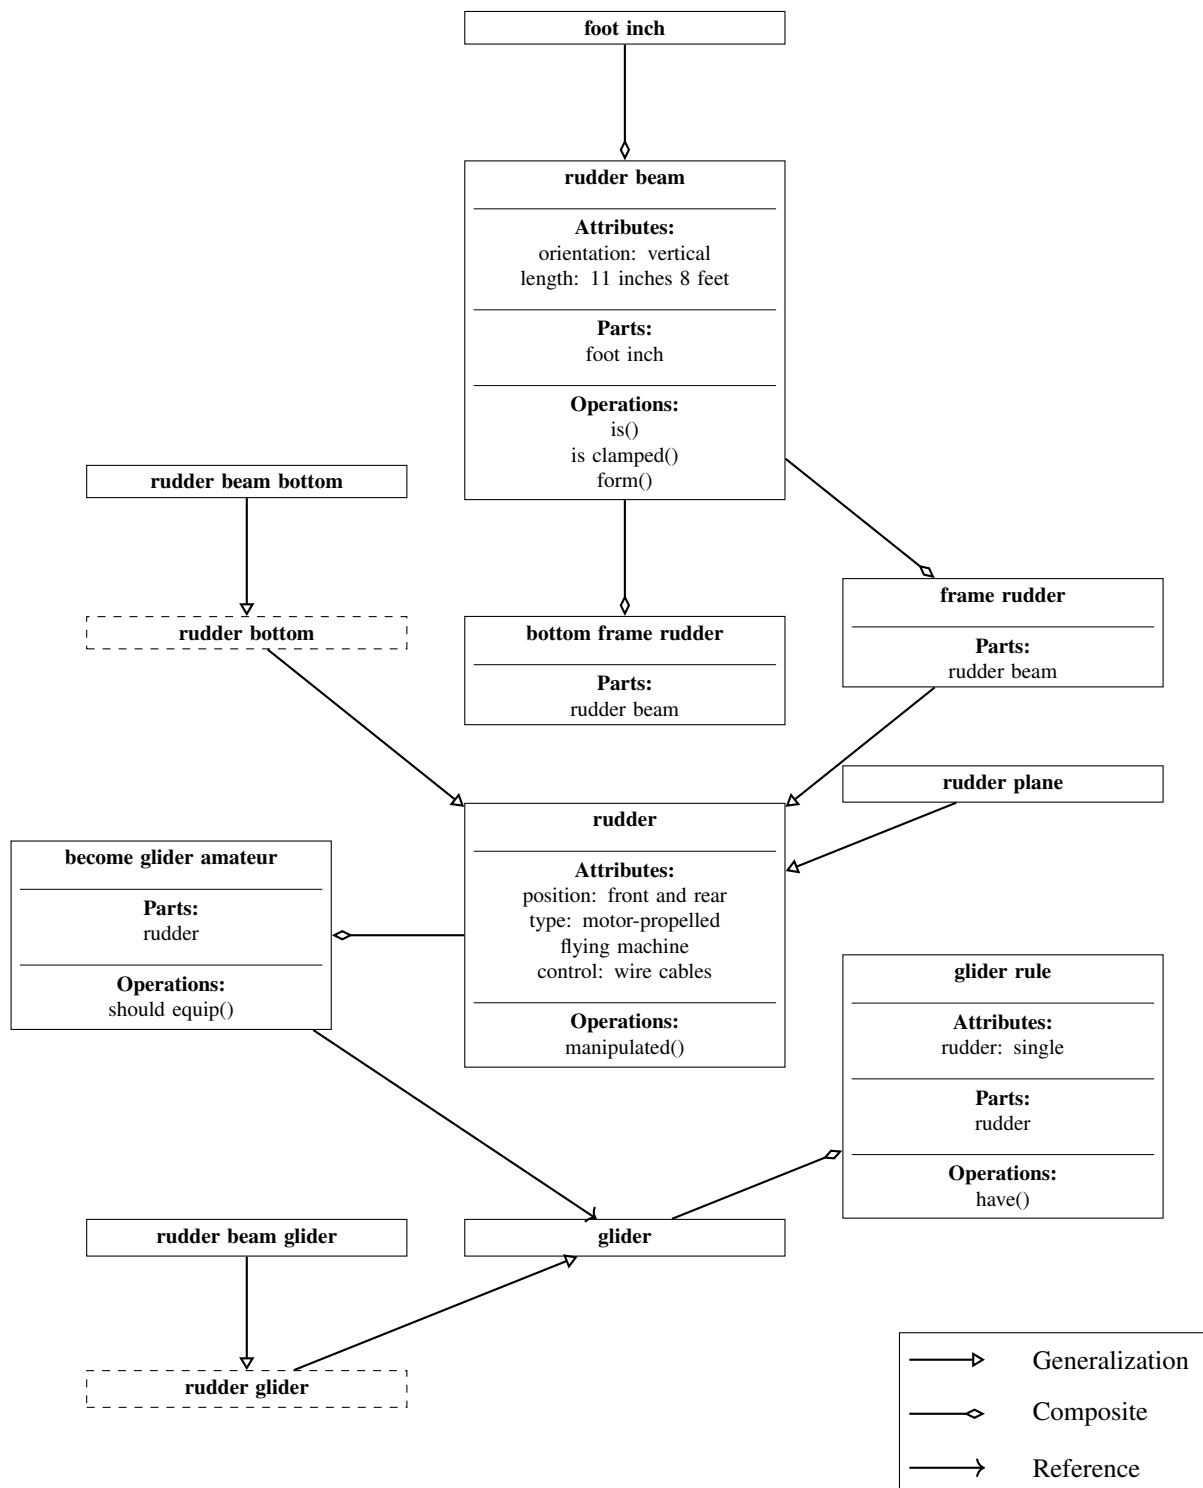 foot inch
rudder beam
Attributes:
orientation: vertical
length: 11 inches 8 feet
Parts:
foot inch
Operations:
is()
is clamped()
form()
rudder beam bottom
rudder bottom
bottom frame rudder
Parts:
rudder beam
frame rudder
Parts:
rudder beam
rudder plane
rudder
Attributes:
position: front and rear
type: motor-propelled
flying machine
control: wire cables
Operations:
manipulated()
become glider amateur
Parts:
rudder
Operations:
should equip()
glider rule
Attributes:
rudder: single
Parts:
rudder
Operations:
have()
rudder beam glider
glider
rudder glider
Generalization
Composite
Reference